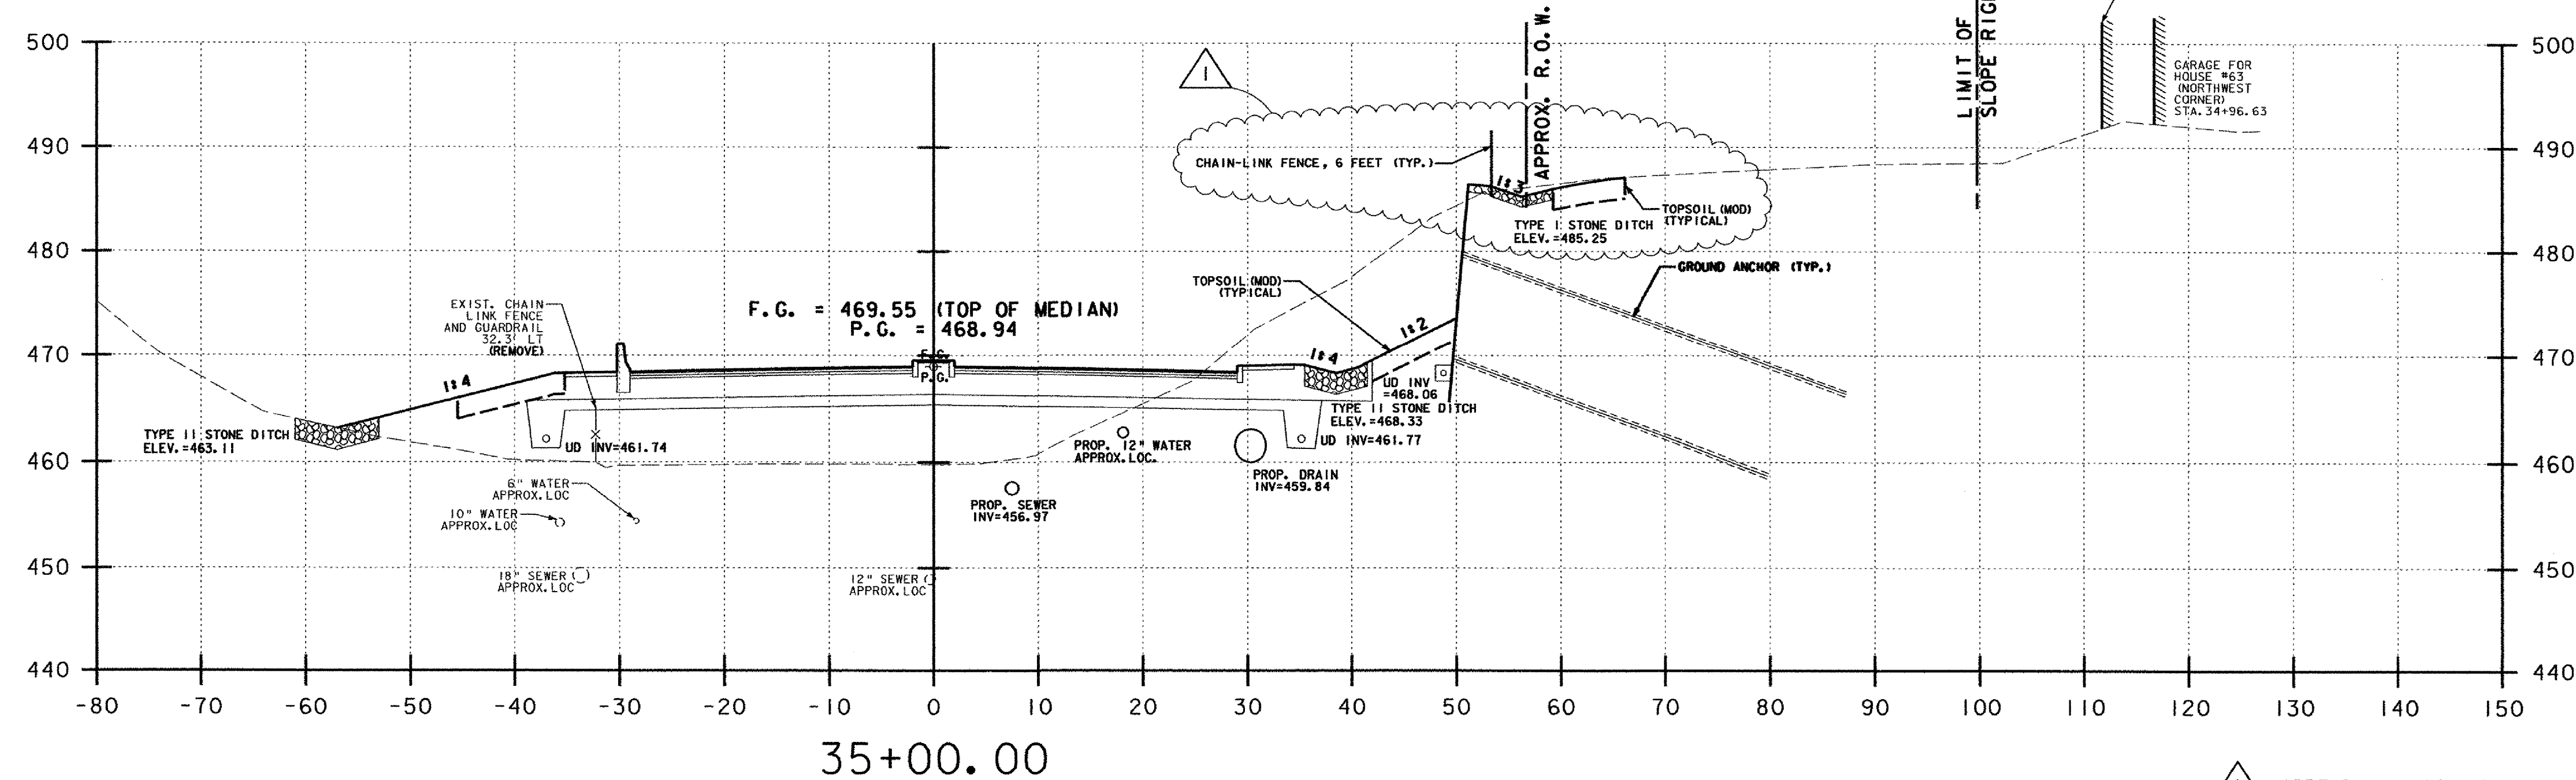 500
490
480
470
460
450
440
500
490
480
470
460
450
440
1
APPROX. R.O.W.
LIMIT OF
SLOPE
GARAGE FOR
HOUSE #63
(NORTHWEST
CORNER)
STA.34+96.63
CHAIN-LINK FENCE, 6 FEET (TYP.)
1:3
TOPSOIL (MOD)
(TYPICAL)
TYPE I STONE DITCH
ELEV.=485.25
GROUND ANCHOR (TYP.)
TOPSOIL (MOD)
(TYPICAL)
1:2
EXIST. CHAIN
LINK FENCE
AND GUARDRAIL
32.3' LT
(REMOVE)
F.G. = 469.55 (TOP OF MEDIAN)
P.G. = 468.94
F.G.
P.G.
1:4
1:4
UD INV
=468.06
TYPE II STONE DITCH
ELEV.=468.33
UD INV=461.77
TYPE II STONE DITCH
ELEV.=463.11
UD INV=461.74
PROP. 12" WATER
APPROX.LOC.
PROP. DRAIN
INV=459.84
PROP. SEWER
INV=456.97
6" WATER
APPROX.LOC
10" WATER
APPROX.LOC
18" SEWER
APPROX.LOC
12" SEWER
APPROX.LOC
-80 -70 -60 -50 -40 -30 -20 -10 0 10 20 30 40 50 60 70 80 90 100 110 120 130 140 150
35+00.00